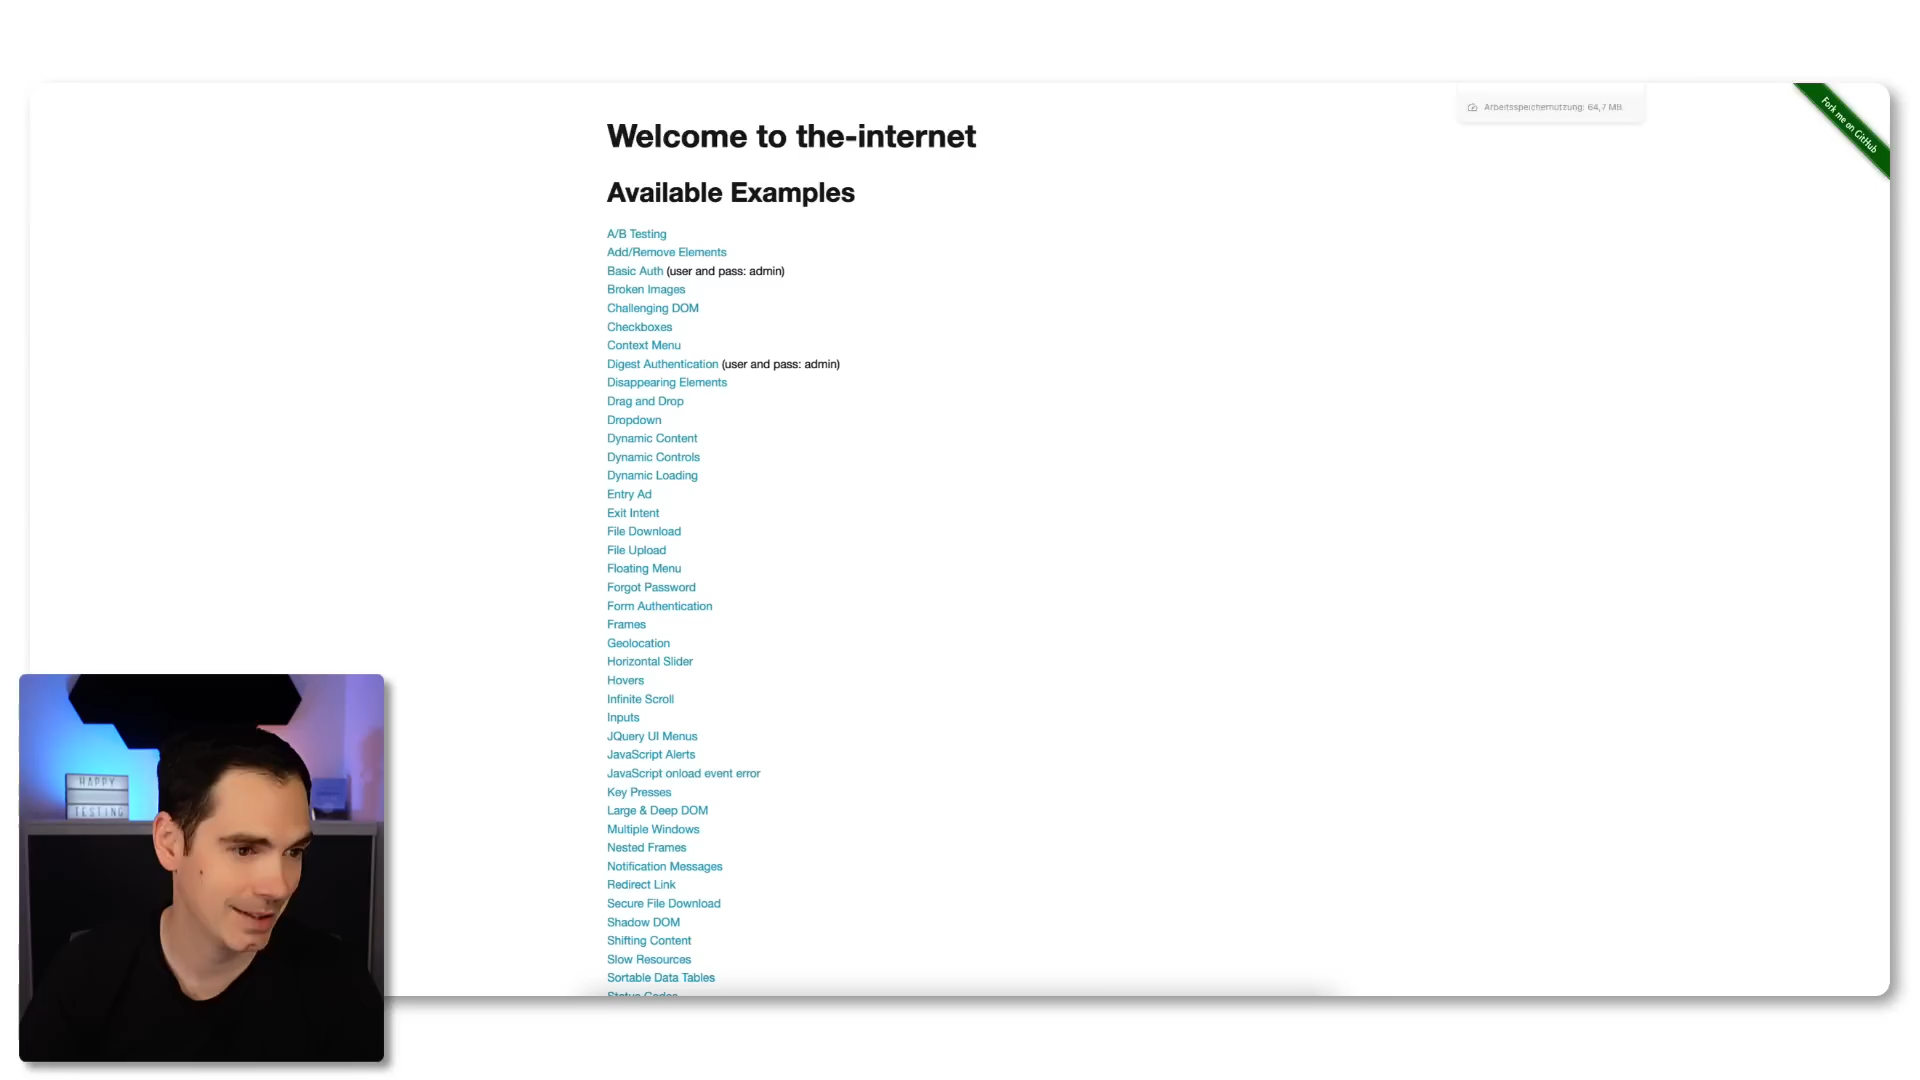 Arbeitsspeichernutzung: 64,7 MB
Fork me on GitHub
Welcome to the-internet
Available Examples
A/B Testing
Add/Remove Elements
Basic Auth (user and pass: admin)
Broken Images
Challenging DOM
Checkboxes
Context Menu
Digest Authentication (user and pass: admin)
Disappearing Elements
Drag and Drop
Dropdown
Dynamic Content
Dynamic Controls
Dynamic Loading
Entry Ad
Exit Intent
File Download
File Upload
Floating Menu
Forgot Password
Form Authentication
Frames
Geolocation
Horizontal Slider
Hovers
Infinite Scroll
Inputs
JQuery UI Menus
JavaScript Alerts
JavaScript onload event error
Key Presses
Large & Deep DOM
Multiple Windows
Nested Frames
Notification Messages
Redirect Link
Secure File Download
Shadow DOM
Shifting Content
Slow Resources
Sortable Data Tables
Status Codes
HAPPY
TESTING